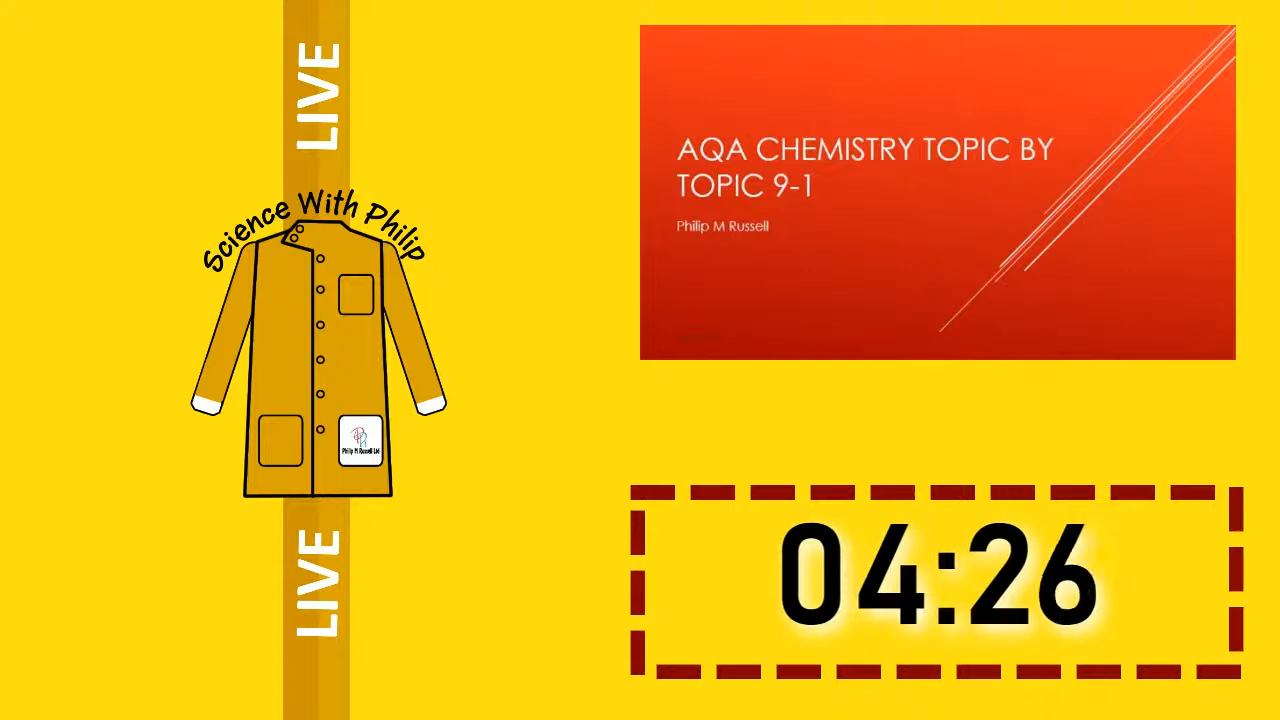 LIVE
Science With Philip
Philip M Russell Ltd
LIVE
AQA CHEMISTRY TOPIC BY
TOPIC 9-1
Philip M Russell
04:26